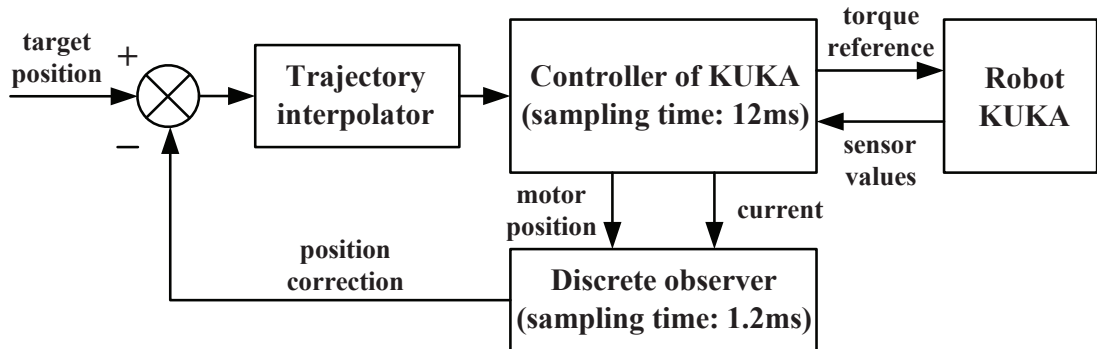 target
position
+
−
Trajectory
interpolator
Controller of KUKA
(sampling time: 12ms)
torque
reference
sensor
values
Robot
KUKA
motor
position
current
position
correction
Discrete observer
(sampling time: 1.2ms)